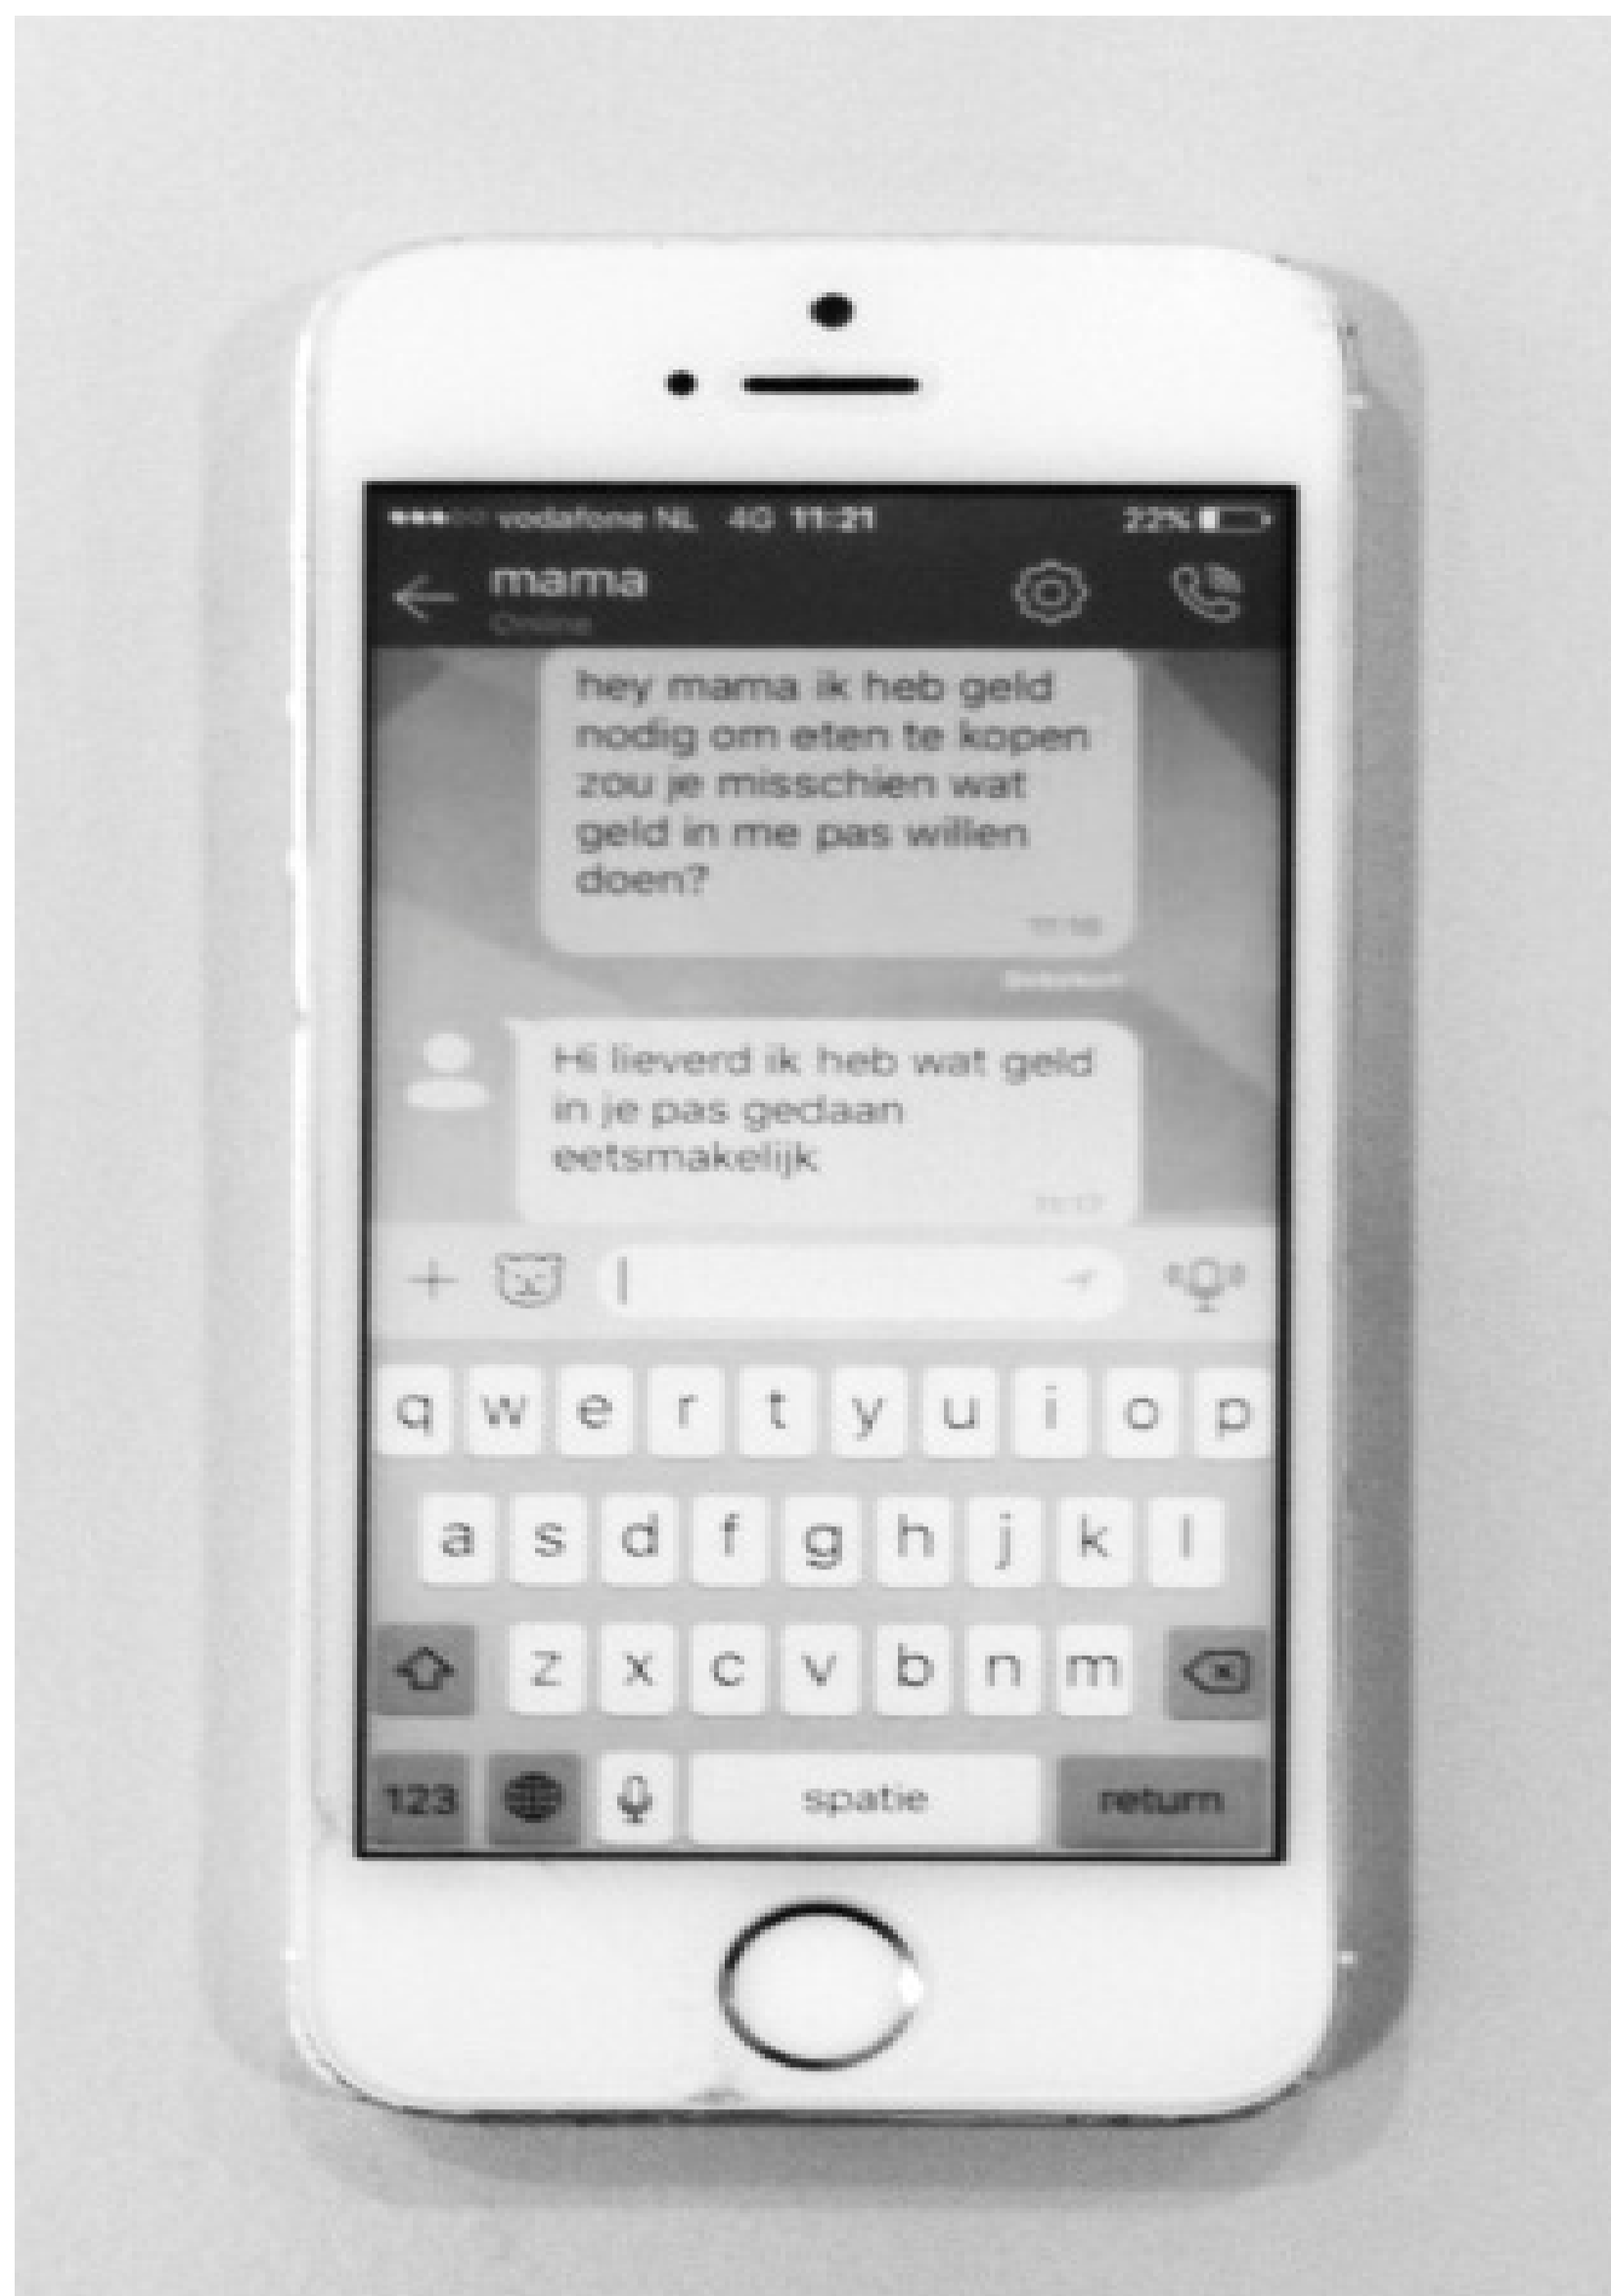 vodafone NL 4G 11:21 22%
mama
Online
hey mama ik heb geld
nodig om eten te kopen
zou je misschien wat
geld in me pas willen
doen?
Hi lieverd ik heb wat geld
in je pas gedaan
eetsmakelijk
11:17
q w e r t y u i o p
a s d f g h j k l
z x c v b n m
123 spatie return